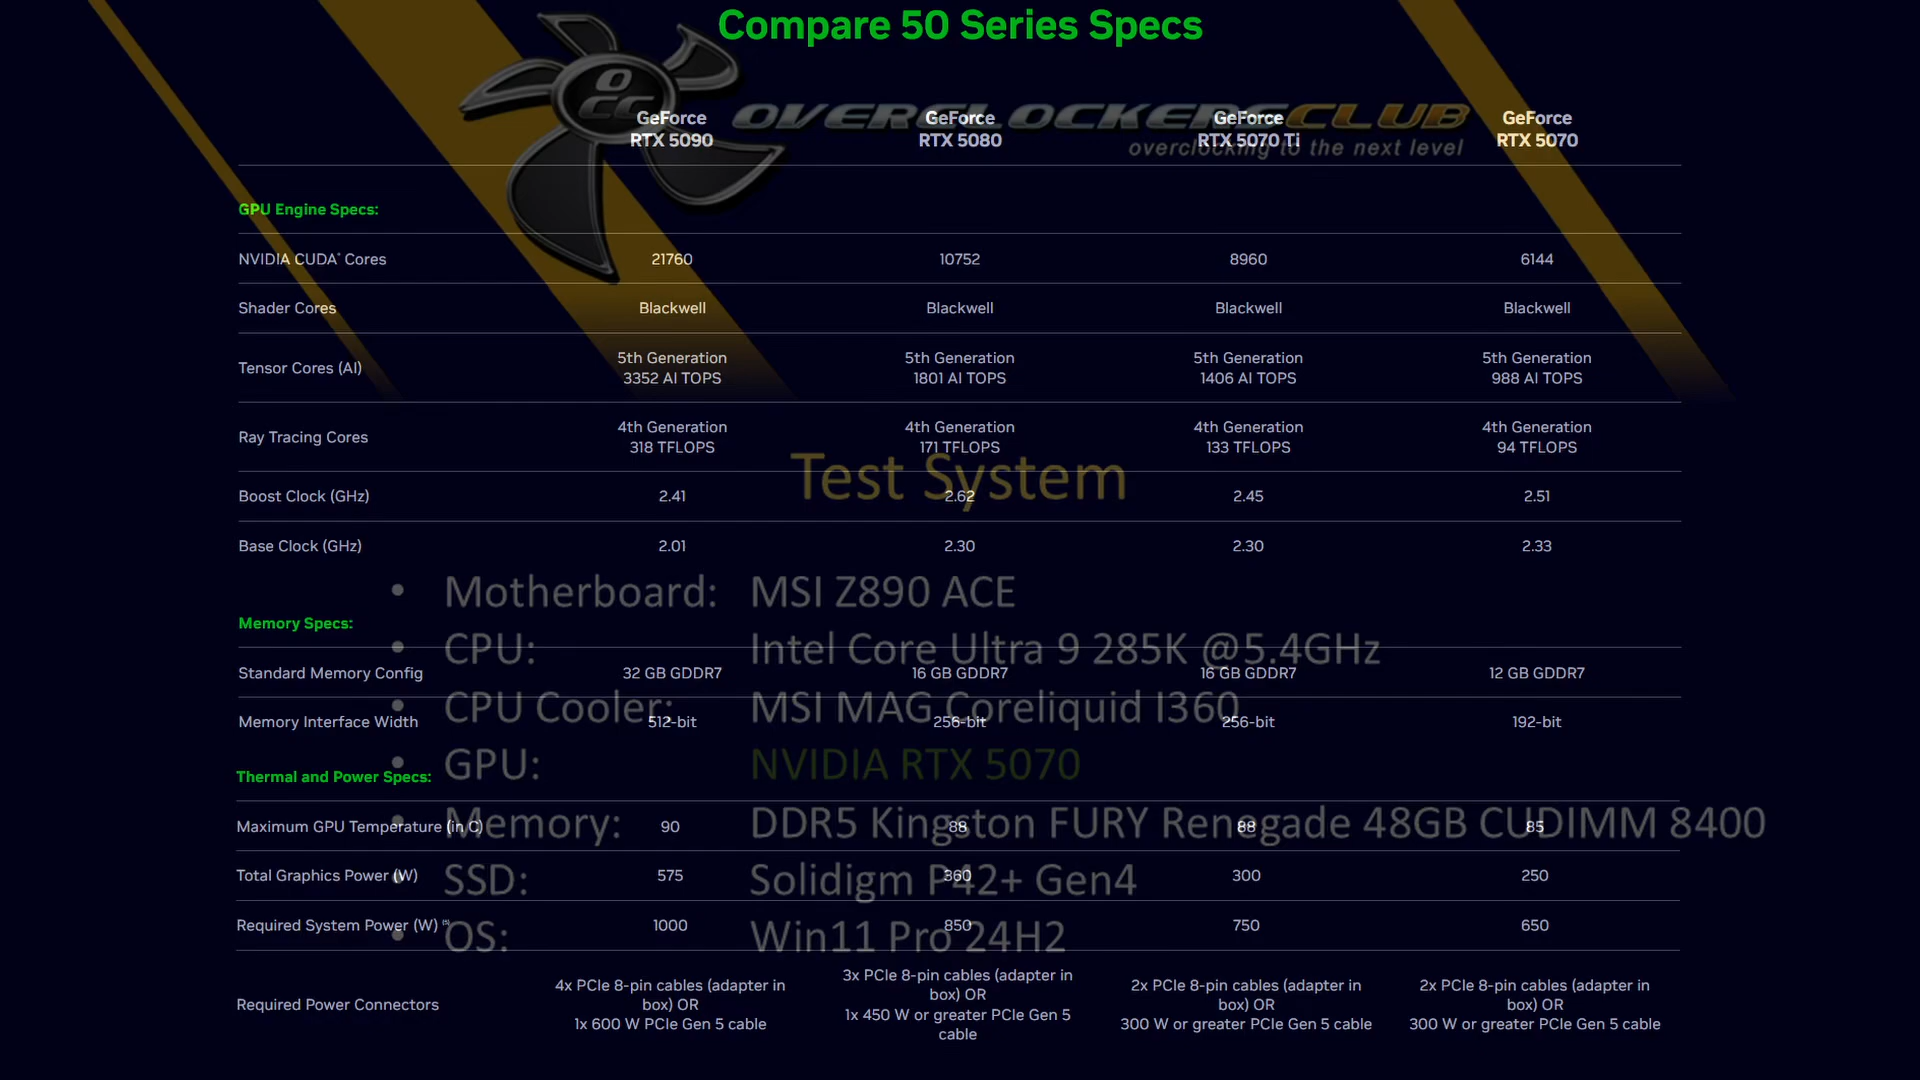 Compare 50 Series Specs
OCC
OVERCLOCKERSCLUB
overclocking to the next level
GeForce RTX 5090 GeForce RTX 5080 GeForce RTX 5070 Ti GeForce RTX 5070
GPU Engine Specs:
NVIDIA CUDA® Cores 21760 10752 8960 6144
Shader Cores Blackwell Blackwell Blackwell Blackwell
Tensor Cores (AI) 5th Generation 3352 AI TOPS 5th Generation 1801 AI TOPS 5th Generation 1406 AI TOPS 5th Generation 988 AI TOPS
Ray Tracing Cores 4th Generation 318 TFLOPS 4th Generation 171 TFLOPS 4th Generation 133 TFLOPS 4th Generation 94 TFLOPS
Test System
Boost Clock (GHz) 2.41 2.62 2.45 2.51
Base Clock (GHz) 2.01 2.30 2.30 2.33
• Motherboard: MSI Z890 ACE
Memory Specs:
• CPU: Intel Core Ultra 9 285K @5.4GHz
Standard Memory Config 32 GB GDDR7 16 GB GDDR7 16 GB GDDR7 12 GB GDDR7
• CPU Cooler: MSI MAG Coreliquid I360
Memory Interface Width 512-bit 256-bit 256-bit 192-bit
• GPU: NVIDIA RTX 5070
Thermal and Power Specs:
• Memory: DDR5 Kingston FURY Renegade 48GB CUDIMM 8400
Maximum GPU Temperature (in C) 90 88 88 85
Total Graphics Power (W) 575 360 300 250
• SSD: Solidigm P42+ Gen4
Required System Power (W) (5) 1000 850 750 650
• OS: Win11 Pro 24H2
Required Power Connectors 4x PCIe 8-pin cables (adapter in box) OR 1x 600 W PCIe Gen 5 cable 3x PCIe 8-pin cables (adapter in box) OR 1x 450 W or greater PCIe Gen 5 cable 2x PCIe 8-pin cables (adapter in box) OR 300 W or greater PCIe Gen 5 cable 2x PCIe 8-pin cables (adapter in box) OR 300 W or greater PCIe Gen 5 cable